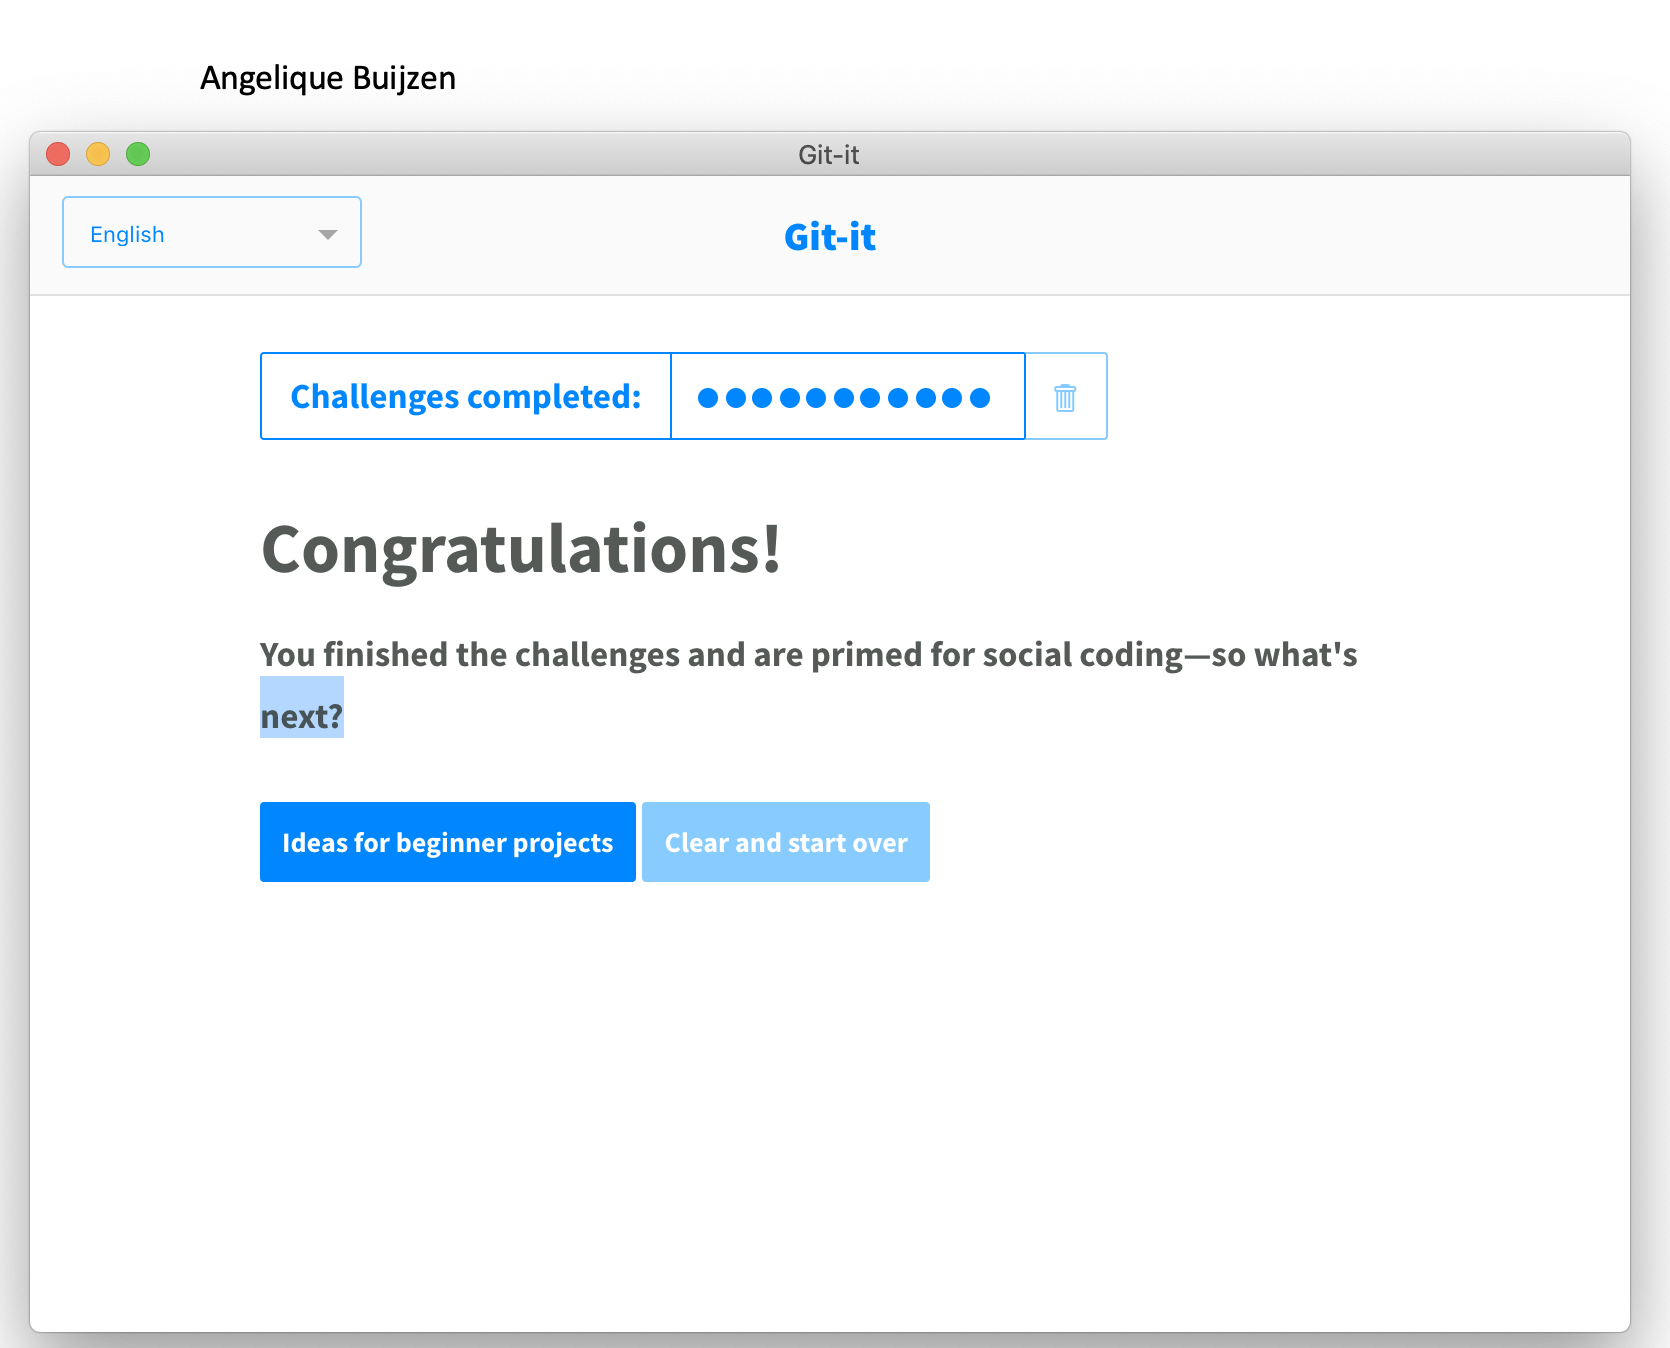 Angelique Buijzen
Git-it
English
Git-it
Challenges completed:
Congratulations!
You finished the challenges and are primed for social coding—so what's
next?
Ideas for beginner projects
Clear and start over